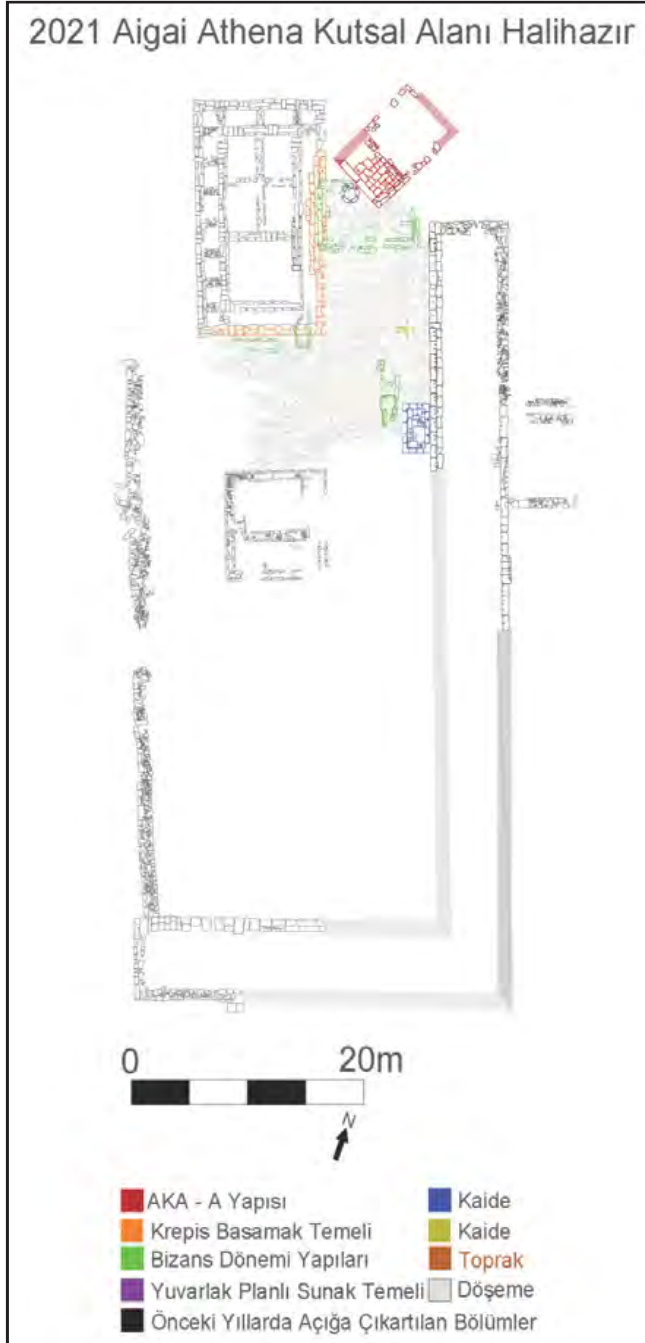 2021 Aigai Athena Kutsal Alanı Halihazır
0 20m
N
AKA - A Yapısı
Krepis Basamak Temeli
Bizans Dönemi Yapıları
Yuvarlak Planlı Sunak Temeli
Önceki Yıllarda Açığa Çıkartılan Bölümler
Kaide
Kaide
Toprak
Döşeme